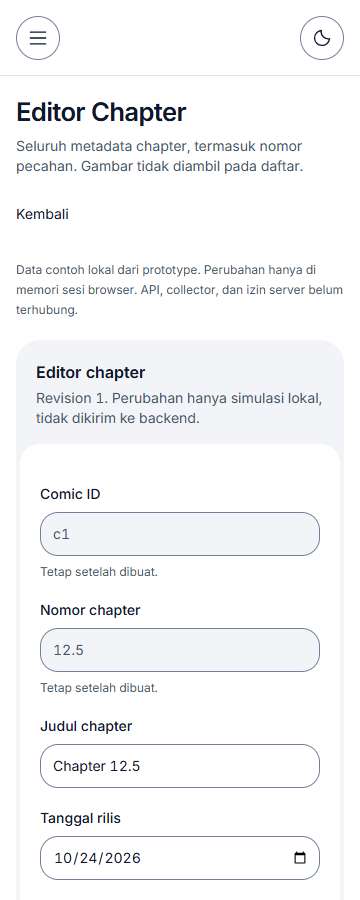 Editor Chapter
Seluruh metadata chapter, termasuk nomor
pecahan. Gambar tidak diambil pada daftar.
Kembali
Data contoh lokal dari prototype. Perubahan hanya di
memori sesi browser. API, collector, dan izin server belum
terhubung.
Editor chapter
Revision 1. Perubahan hanya simulasi lokal,
tidak dikirim ke backend.
Comic ID
c1
Tetap setelah dibuat.
Nomor chapter
12.5
Tetap setelah dibuat.
Judul chapter
Chapter 12.5
Tanggal rilis
10/24/2026